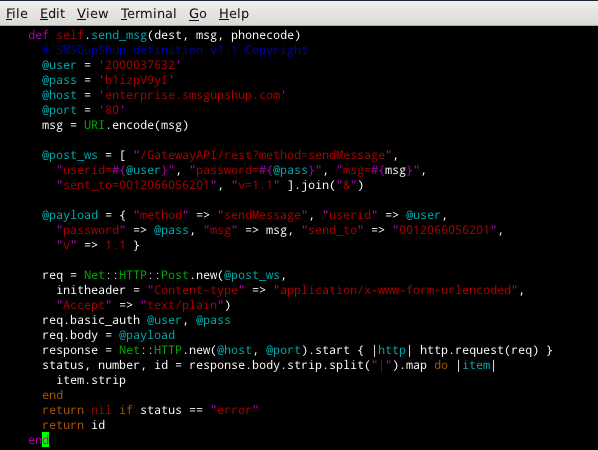 File Edit View Terminal Go Help
def self.send_msg(dest, msg, phonecode)
# SMSGupShup definition v1.1 Copyright
@user = '2000037632'
@pass = 'h1izpV9yI'
@host = 'enterprise.smsgupshup.com'
@port = '80'
msg = URI.encode(msg)
@post_ws = [ "/GatewayAPI/rest?method=sendMessage",
"userid=#{@user}", "password=#{@pass}", "msg=#{msg}",
"sent_to=0012066056201", "v=1.1" ].join("&")
@payload = { "method" => "sendMessage", "userid" => @user,
"password" => @pass, "msg" => msg, "send_to" => "0012066056201",
"v" => 1.1 }
req = Net::HTTP::Post.new(@post_ws,
initheader = "Content-type" => "application/x-www-form-urlencoded",
"Accept" => "text/plain")
req.basic_auth @user, @pass
req.body = @payload
response = Net::HTTP.new(@host, @port).start { |http| http.request(req) }
status, number, id = response.body.strip.split("|").map do |item|
item.strip
end
return nil if status == "error"
return id
end